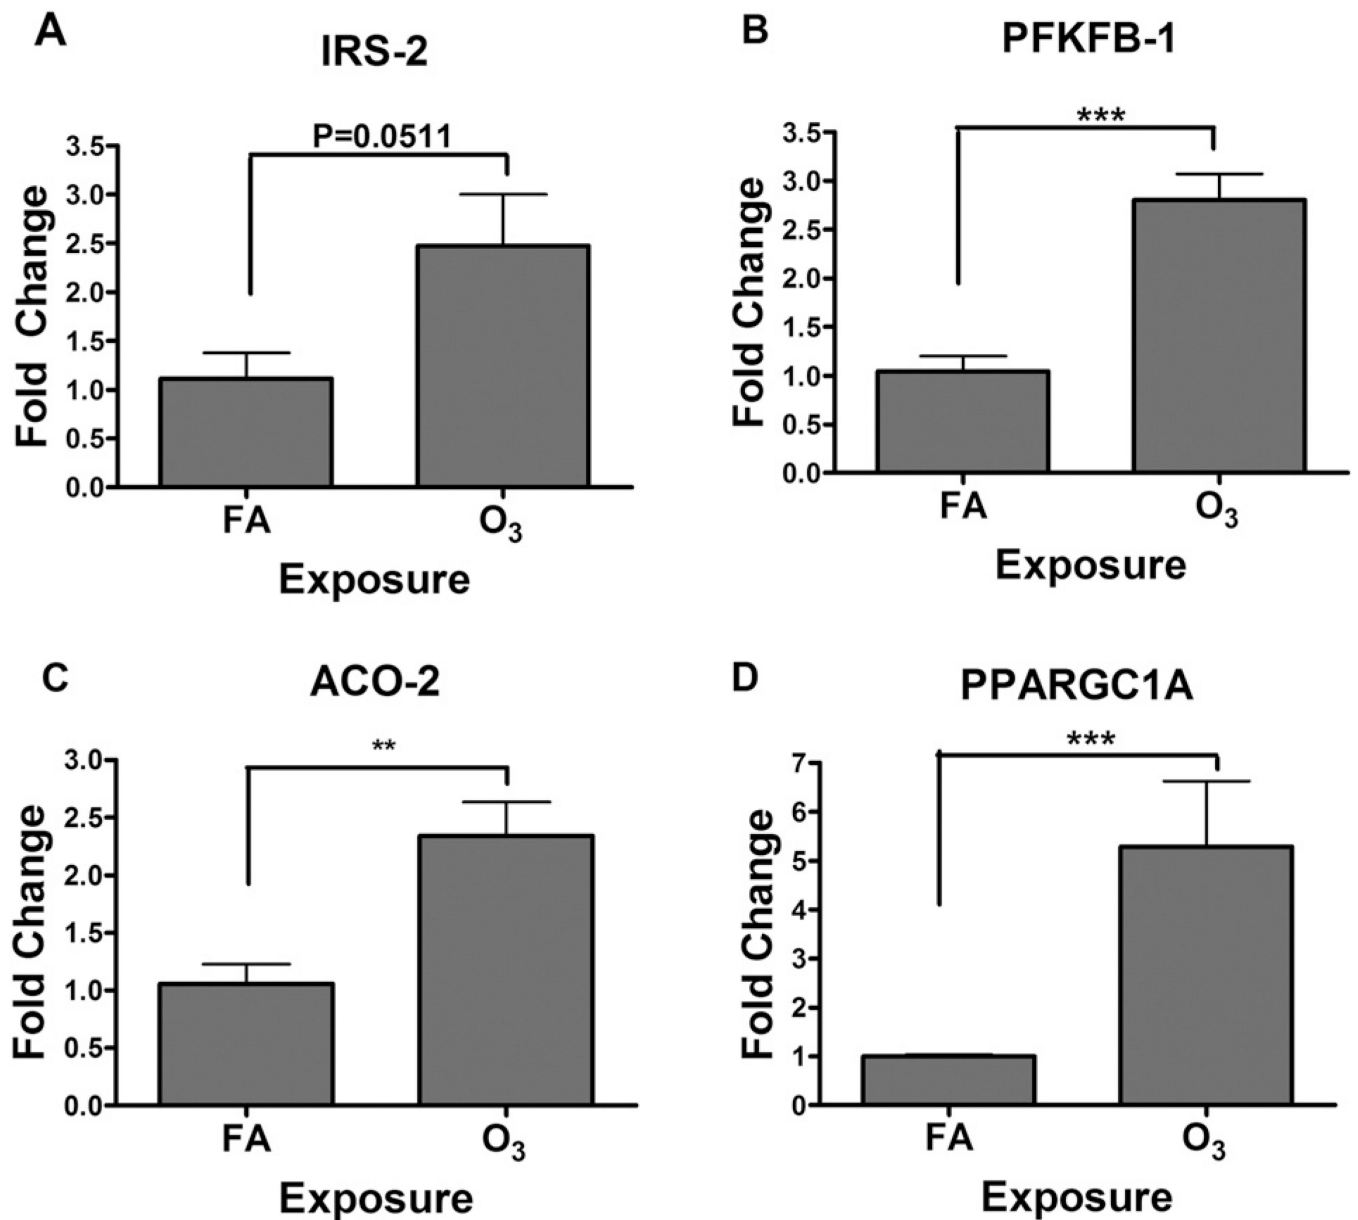 A
IRS-2
P=0.0511
3.5
3.0
2.5
2.0
1.5
1.0
0.5
0.0
Fold Change
FA
O3
Exposure
B
PFKFB-1
***
3.5
3.0
2.5
2.0
1.5
1.0
0.5
0.0
Fold Change
FA
O3
Exposure
C
ACO-2
**
3.0
2.5
2.0
1.5
1.0
0.5
0.0
Fold Change
FA
O3
Exposure
D
PPARGC1A
***
7
6
5
4
3
2
1
0
Fold Change
FA
O3
Exposure